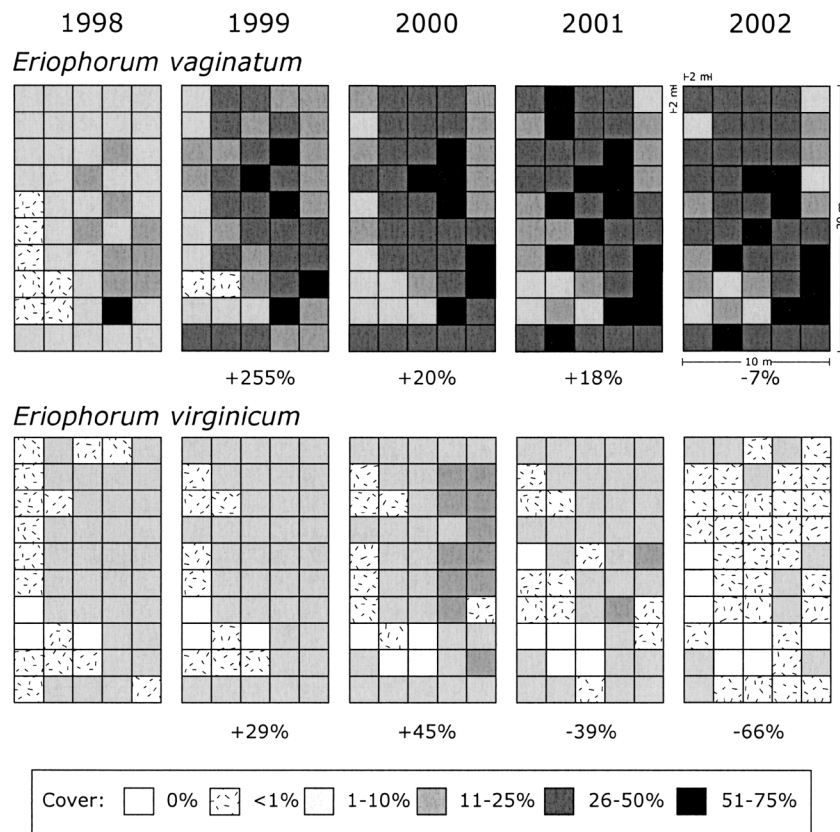 1998 1999 2000 2001 2002
Eriophorum vaginatum
⊦2 m⊣
⊦2 m⊣
10 m
+255% +20% +18% -7%
Eriophorum virginicum
+29% +45% -39% -66%
Cover: 0% <1% 1-10% 11-25% 26-50% 51-75%